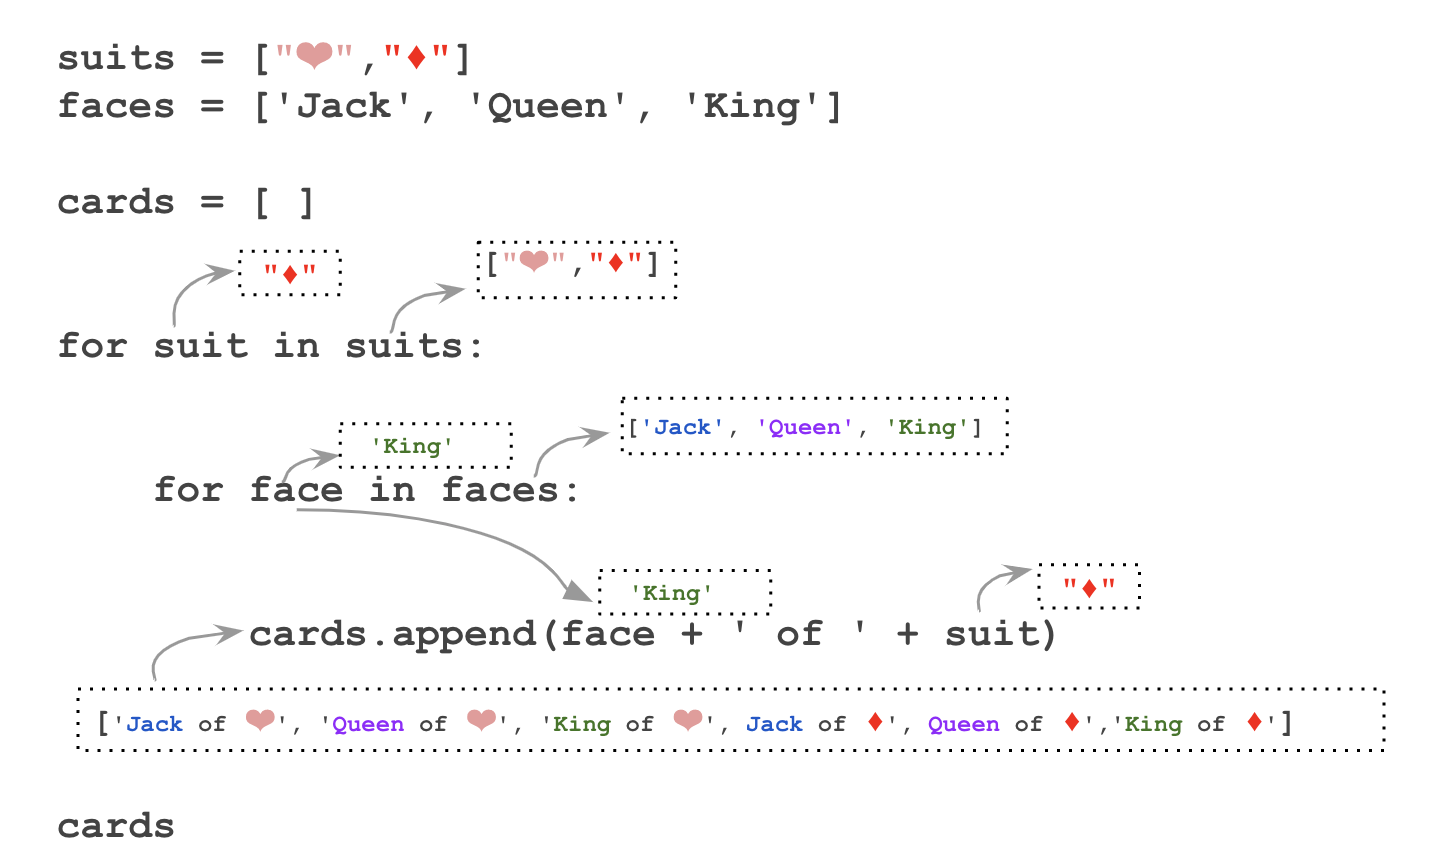 suits = ["❤","♦"]
faces = ['Jack', 'Queen', 'King']
cards = [ ]
"♦"
["❤","♦"]
for suit in suits:
['Jack', 'Queen', 'King']
'King'
for face in faces:
'King'
"♦"
cards.append(face + ' of ' + suit)
['Jack of ❤', 'Queen of ❤', 'King of ❤', Jack of ♦', Queen of ♦','King of ♦']
cards